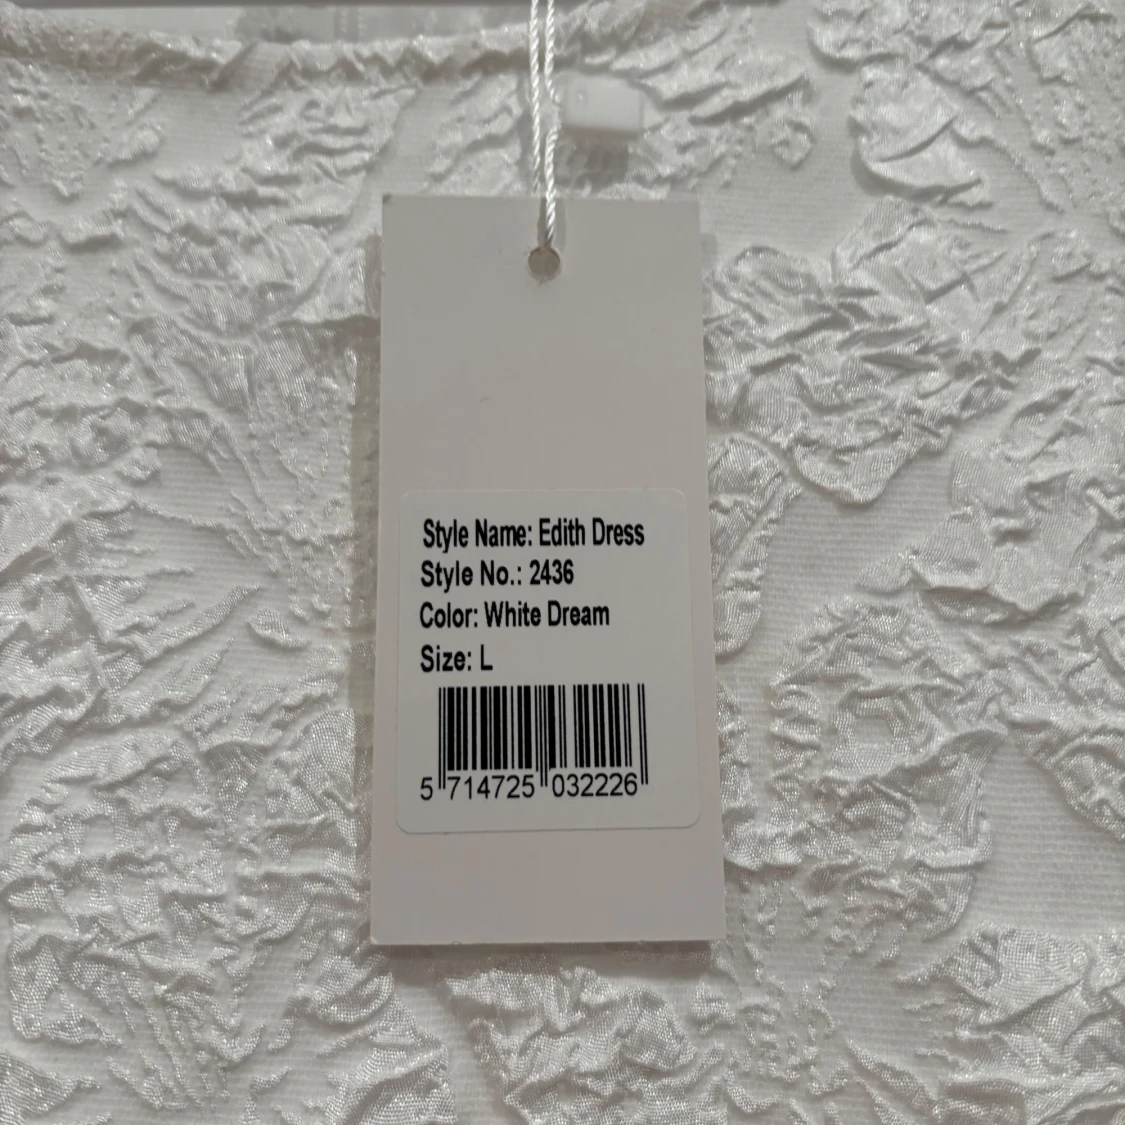 Style Name: Edith Dress
Style No.: 2436
Color: White Dream
Size: L
5 714725 032226